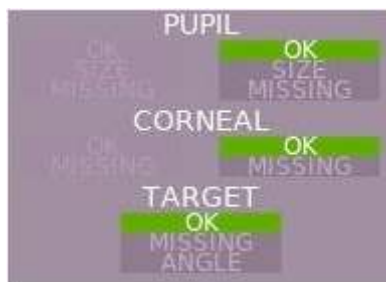 PUPIL
OK OK
SIZE SIZE
MISSING MISSING
CORNEAL
OK OK
MISSING MISSING
TARGET
OK
MISSING
ANGLE